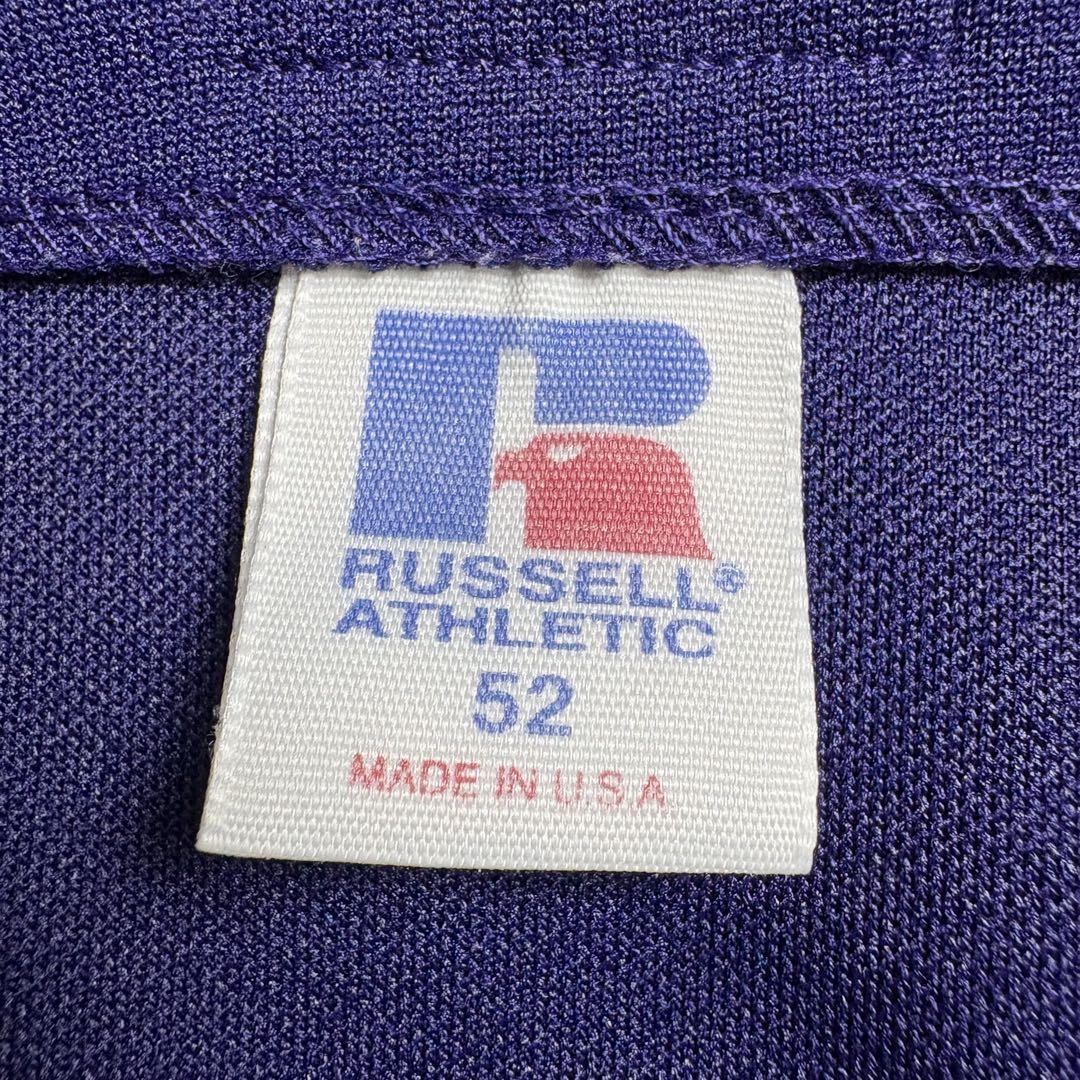 RUSSELL®
ATHLETIC
52
MADE IN U.S.A